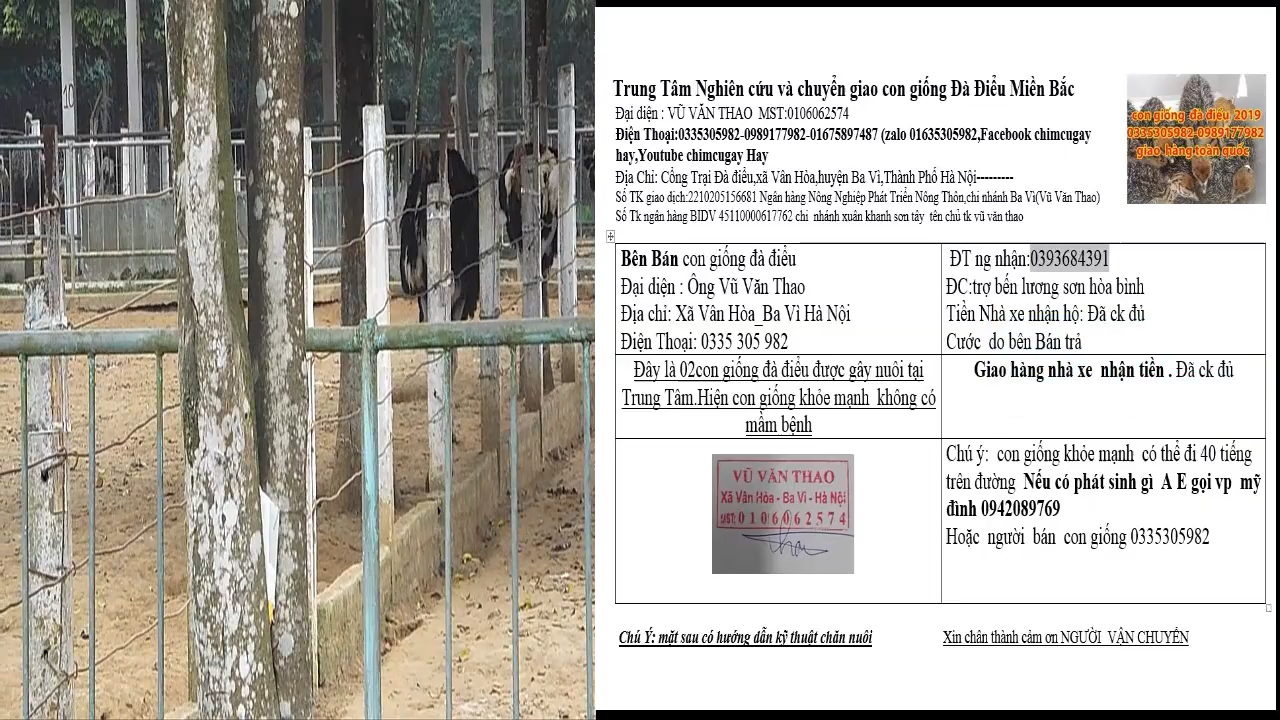 10
Trung Tâm Nghiên cứu và chuyển giao con giống Đà Điểu Miền Bắc
Đại diện : VŨ VĂN THAO MST:0106062574
Điện Thoại:0335305982-0989177982-01675897487 (zalo 01635305982,Facebook chimcugay
hay,Youtube chimcugay Hay
Địa Chỉ: Cổng Trại Đà điểu,xã Vân Hòa,huyện Ba Vì,Thành Phố Hà Nội---------
Số TK giao dịch:2210205156681 Ngân hàng Nông Nghiệp Phát Triển Nông Thôn,chi nhánh Ba Vì(Vũ Văn Thao)
Số Tk ngân hàng BIDV 45110000617762 chi nhánh xuân khanh sơn tây tên chủ tk vũ văn thao
con giống đà điểu 2019
0335305982-0989177982
giao hàng toàn quốc
Bên Bán con giống đà điểu
Đại diện : Ông Vũ Văn Thao
Địa chỉ: Xã Vân Hòa_Ba Vì Hà Nội
Điện Thoại: 0335 305 982
ĐT ng nhận:0393684391
ĐC:trợ bến lương sơn hòa bình
Tiền Nhà xe nhận hộ: Đã ck đủ
Cước do bên Bán trả
Đây là 02con giống đà điểu được gây nuôi tại
Trung Tâm.Hiện con giống khỏe mạnh không có
mầm bệnh
Giao hàng nhà xe nhận tiền . Đã ck đủ
VŨ VĂN THAO
Xã Vân Hòa - Ba Vì - Hà Nội
MST: 0106062574
Thao
Chú ý: con giống khỏe mạnh có thể đi 40 tiếng
trên đường Nếu có phát sinh gì A E gọi vp mỹ
đình 0942089769
Hoặc người bán con giống 0335305982
Chú Ý: mặt sau có hướng dẫn kỹ thuật chăn nuôi
Xin chân thành cảm ơn NGƯỜI VẬN CHUYỂN